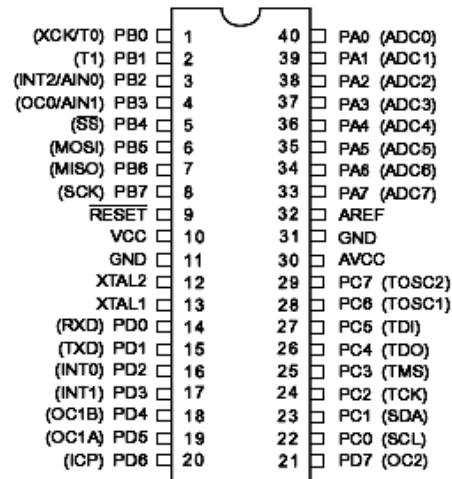 (XCK/T0) PB0 1 40 PA0 (ADC0)
(T1) PB1 2 39 PA1 (ADC1)
(INT2/AIN0) PB2 3 38 PA2 (ADC2)
(OC0/AIN1) PB3 4 37 PA3 (ADC3)
(SS) PB4 5 36 PA4 (ADC4)
(MOSI) PB5 6 35 PA5 (ADC5)
(MISO) PB6 7 34 PA6 (ADC6)
(SCK) PB7 8 33 PA7 (ADC7)
RESET 9 32 AREF
VCC 10 31 GND
GND 11 30 AVCC
XTAL2 12 29 PC7 (TOSC2)
XTAL1 13 28 PC6 (TOSC1)
(RXD) PD0 14 27 PC5 (TDI)
(TXD) PD1 15 26 PC4 (TDO)
(INT0) PD2 16 25 PC3 (TMS)
(INT1) PD3 17 24 PC2 (TCK)
(OC1B) PD4 18 23 PC1 (SDA)
(OC1A) PD5 19 22 PC0 (SCL)
(ICP) PD6 20 21 PD7 (OC2)